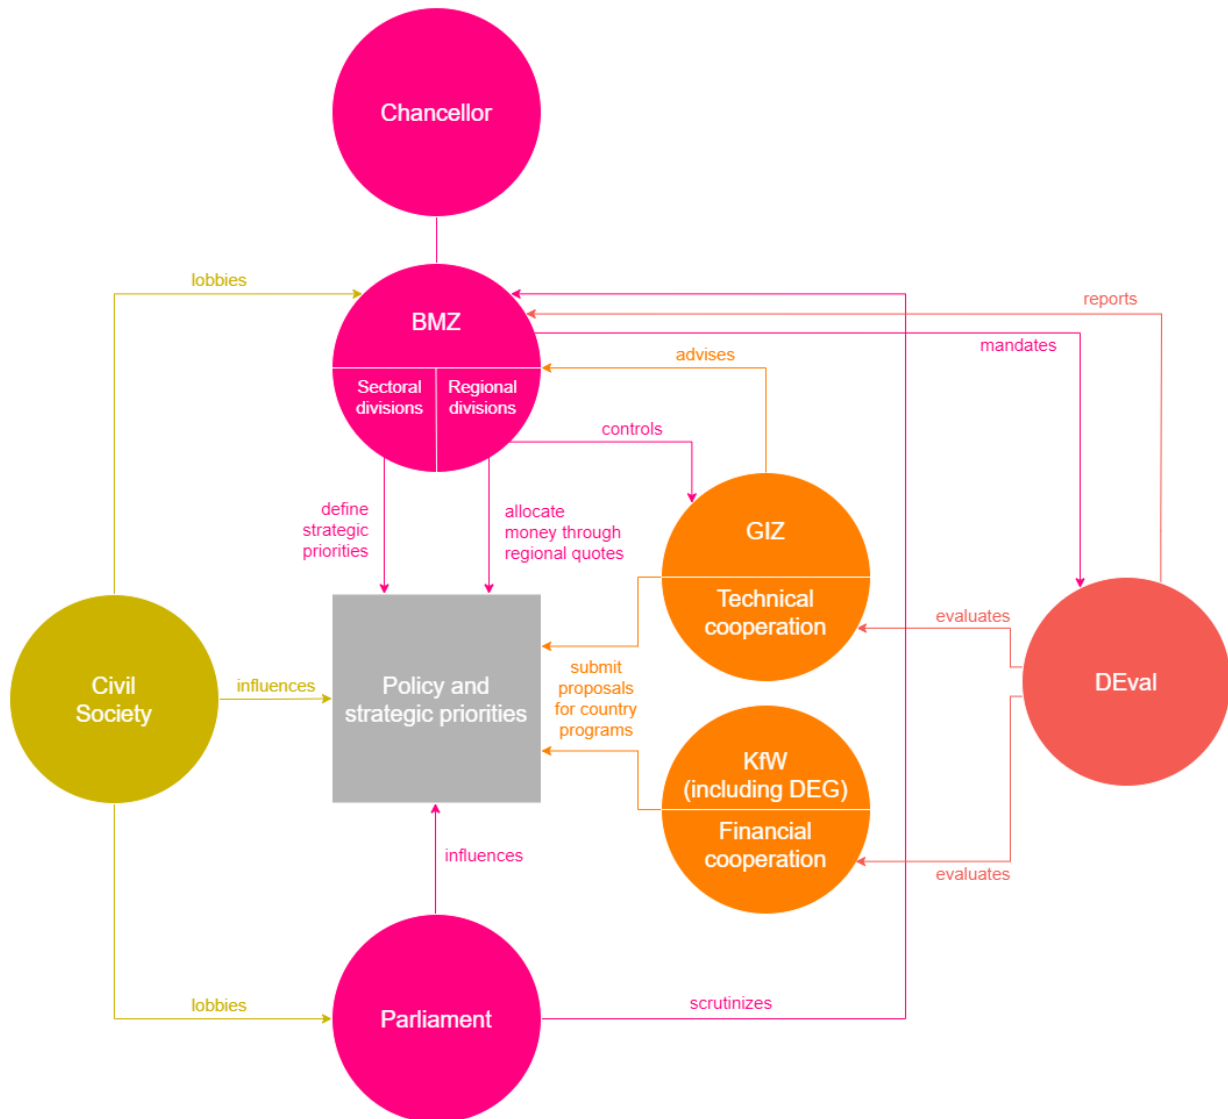 Chancellor
lobbies
reports
BMZ
mandates
advises
Sectoral
divisions
Regional
divisions
controls
define
strategic
priorities
allocate
money through
regional quotes
GIZ
Technical
cooperation
evaluates
Civil
Society
influences
Policy and
strategic priorities
submit
proposals
for country
programs
DEval
KfW
(including DEG)
Financial
cooperation
influences
evaluates
lobbies
Parliament
scrutinizes